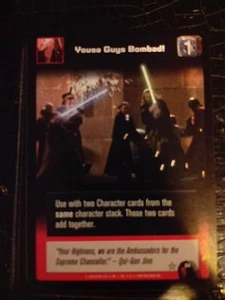 Yousa Guys Bombad!
1
Use with two Character cards from the
same character stack. Those two cards
add together.
"Your Highness, we are the Ambassadors for the
Supreme Chancellor." – Qui-Gon Jinn